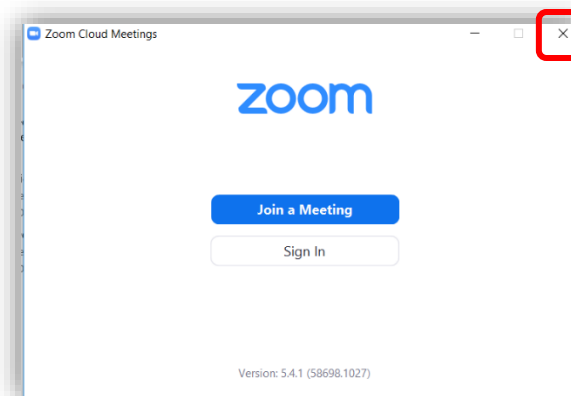 Zoom Cloud Meetings
zoom
Join a Meeting
Sign In
Version: 5.4.1 (58698.1027)